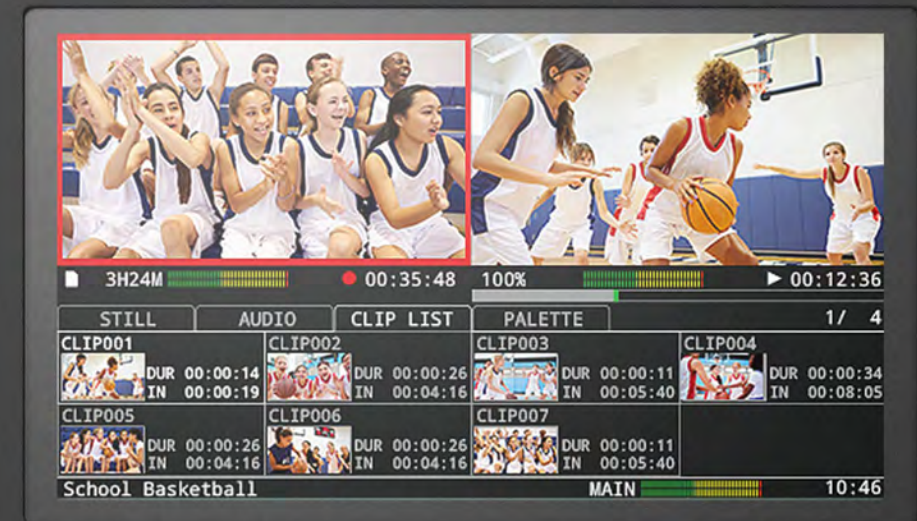 3H24M 00:35:48 100% 00:12:36
STILL AUDIO CLIP LIST PALETTE 1/ 4
CLIP001 CLIP002 CLIP003 CLIP004
DUR 00:00:14 DUR 00:00:26 DUR 00:00:11 DUR 00:00:34
IN 00:00:19 IN 00:04:16 IN 00:05:40 IN 00:08:05
CLIP005 CLIP006 CLIP007
DUR 00:00:26 DUR 00:00:26 DUR 00:00:11
IN 00:04:16 IN 00:04:16 IN 00:05:40
School Basketball MAIN 10:46